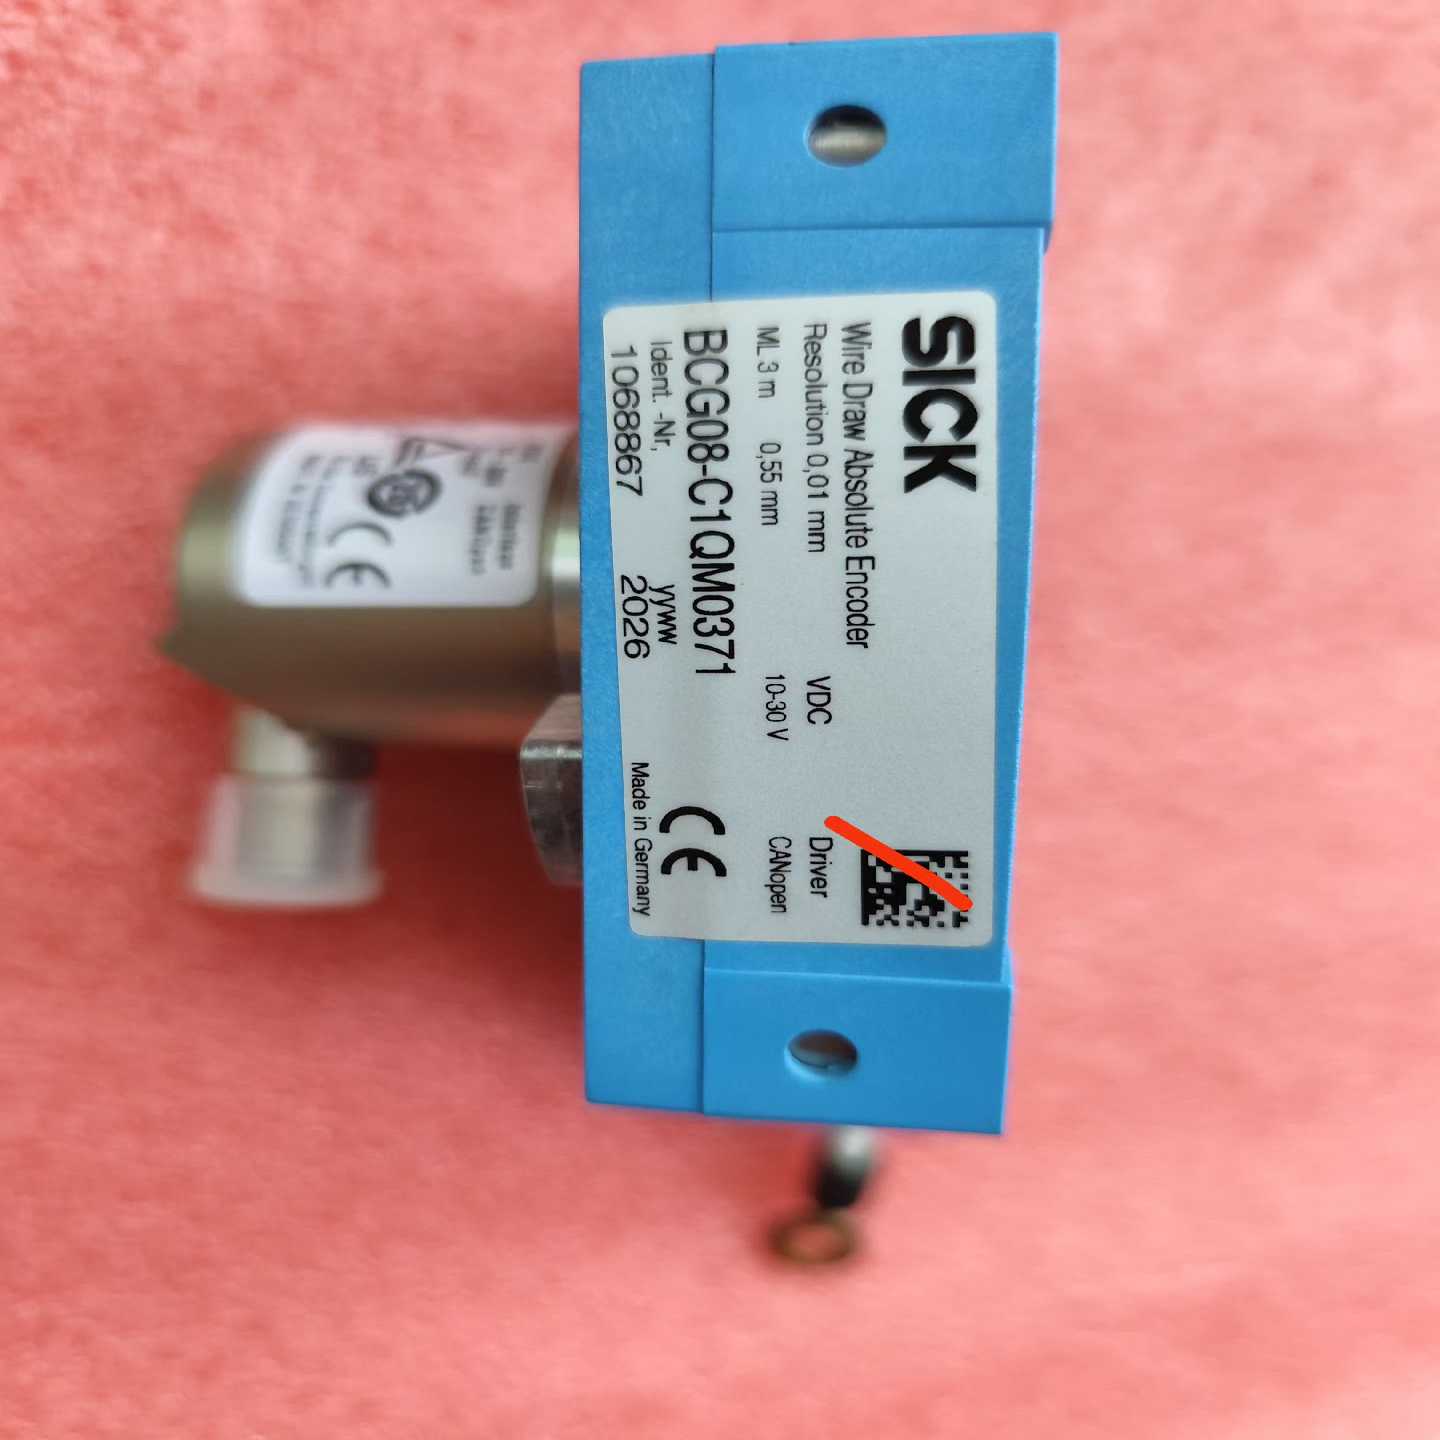 SICK
Wire Draw Absolute Encoder
Resolution 0,01 mm VDC Driver
ML 3 m 0,55 mm 10-30 V CANopen
BCG08-C1QM0371
Ident. -Nr, yyww
1068867 2026
CE
Made in Germany
CE